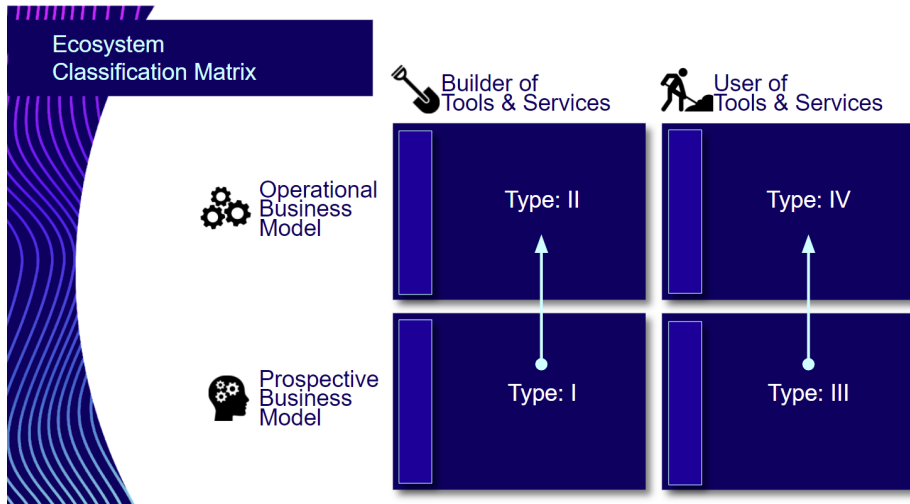 Ecosystem
Classification Matrix
Builder of
Tools & Services
User of
Tools & Services
Operational
Business
Model
Type: II
Type: IV
Prospective
Business
Model
Type: I
Type: III